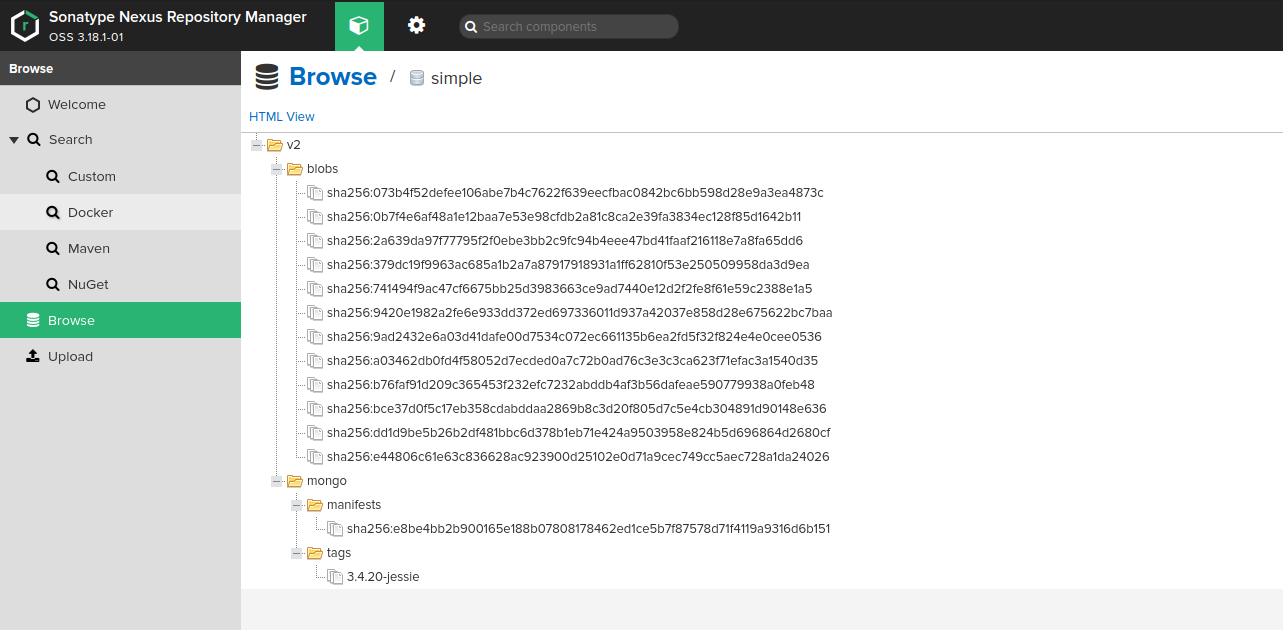 Sonatype Nexus Repository Manager
OSS 3.18.1-01
Search components
Browse
Welcome
Search
Custom
Docker
Maven
NuGet
Browse
Upload
Browse / simple
HTML View
v2
blobs
sha256:073b4f52defee106abe7b4c7622f639eecfbac0842bc6bb598d28e9a3ea4873c
sha256:0b7f4e6af48a1e12baa7e53e98cfdb2a81c8ca2e39fa3834ec128f85d1642b11
sha256:2a639da97f77795f2f0ebe3bb2c9fc94b4eee47bd41faaf216118e7a8fa65dd6
sha256:379dc19f9963ac685a1b2a7a87917918931a1ff62810f53e250509958da3d9ea
sha256:741494f9ac47cf6675bb25d3983663ce9ad7440e12d2f2fe8f61e59c2388e1a5
sha256:9420e1982a2fe6e933dd372ed697336011d937a42037e858d28e675622bc7baa
sha256:9ad2432e6a03d41dafe00d7534c072ec661135b6ea2fd5f32f824e4e0cee0536
sha256:a03462db0fd4f58052d7ecded0a7c72b0ad76c3e3c3ca623f71efac3a1540d35
sha256:b76faf91d209c365453f232efc7232abddb4af3b56dafeae590779938a0feb48
sha256:bce37d0f5c17eb358cdabddaa2869b8c3d20f805d7c5e4cb304891d90148e636
sha256:dd1d9be5b26b2df481bbc6d378b1eb71e424a9503958e824b5d696864d2680cf
sha256:e44806c61e63c836628ac923900d25102e0d71a9cec749cc5aec728a1da24026
mongo
manifests
sha256:e8be4bb2b900165e188b07808178462ed1ce5b7f87578d71f4119a9316d6b151
tags
3.4.20-jessie